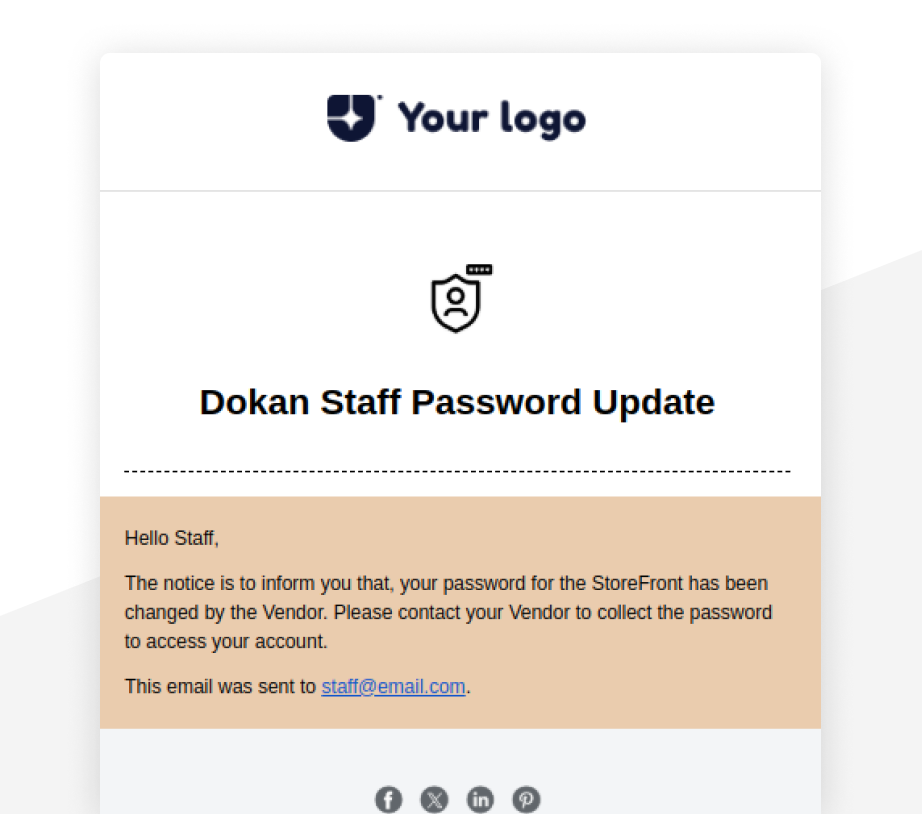 Your logo
Dokan Staff Password Update
Hello Staff,
The notice is to inform you that, your password for the StoreFront has been
changed by the Vendor. Please contact your Vendor to collect the password
to access your account.
This email was sent to staff@email.com.